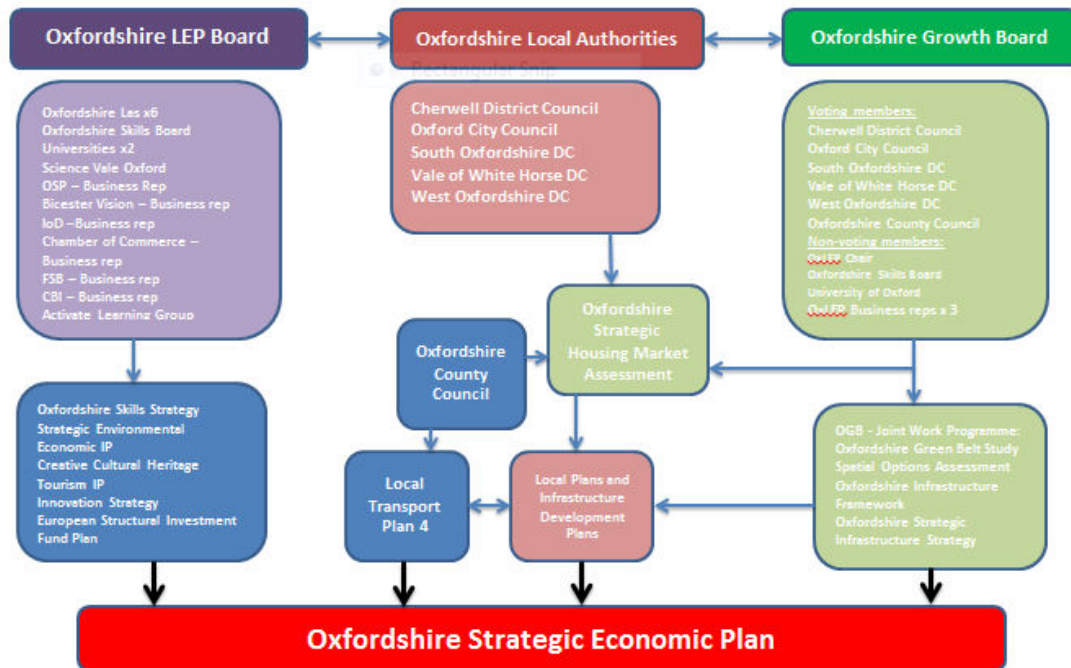 Oxfordshire LEP Board
Oxfordshire Local Authorities
Oxfordshire Growth Board
Rectangular Snip
Oxfordshire Las x6
Oxfordshire Skills Board
Universities x2
Science Vale Oxford
OSP – Business Rep
Bicester Vision – Business rep
IoD –Business rep
Chamber of Commerce –
Business rep
FSB – Business rep
CBI – Business rep
Activate Learning Group
Cherwell District Council
Oxford City Council
South Oxfordshire DC
Vale of White Horse DC
West Oxfordshire DC
Voting members:
Cherwell District Council
Oxford City Council
South Oxfordshire DC
Vale of White Horse DC
West Oxfordshire DC
Oxfordshire County Council
Non-voting members:
OxLEP Chair
Oxfordshire Skills Board
University of Oxford
OxLEP Business reps x 3
Oxfordshire
Strategic
Housing Market
Assessment
Oxfordshire
County
Council
Oxfordshire Skills Strategy
Strategic Environmental
Economic IP
Creative Cultural Heritage
Tourism IP
Innovation Strategy
European Structural Investment
Fund Plan
Local
Transport
Plan 4
Local Plans and
Infrastructure
Development
Plans
OGB - Joint Work Programme:
Oxfordshire Green Belt Study
Spatial Options Assessment
Oxfordshire Infrastructure
Framework
Oxfordshire Strategic
Infrastructure Strategy
Oxfordshire Strategic Economic Plan